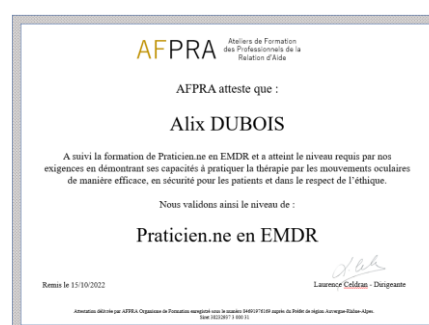 AFPRA
Ateliers de Formation
des Professionnels de la
Relation d'Aide
AFPRA atteste que :
Alix DUBOIS
A suivi la formation de Praticien.ne en EMDR et a atteint le niveau requis par nos
exigences en démontrant ses capacités à pratiquer la thérapie par les mouvements oculaires
de manière efficace, en sécurité pour les patients et dans le respect de l'éthique.
Nous validons ainsi le niveau de :
Praticien.ne en EMDR
Remis le 15/10/2022
Laurence Celdran - Dirigeante
Attestation délivrée par AFPRA Organisme de Formation enregistré sous le numéro 84691976169 auprès du Préfet de région Auvergne-Rhône-Alpes.